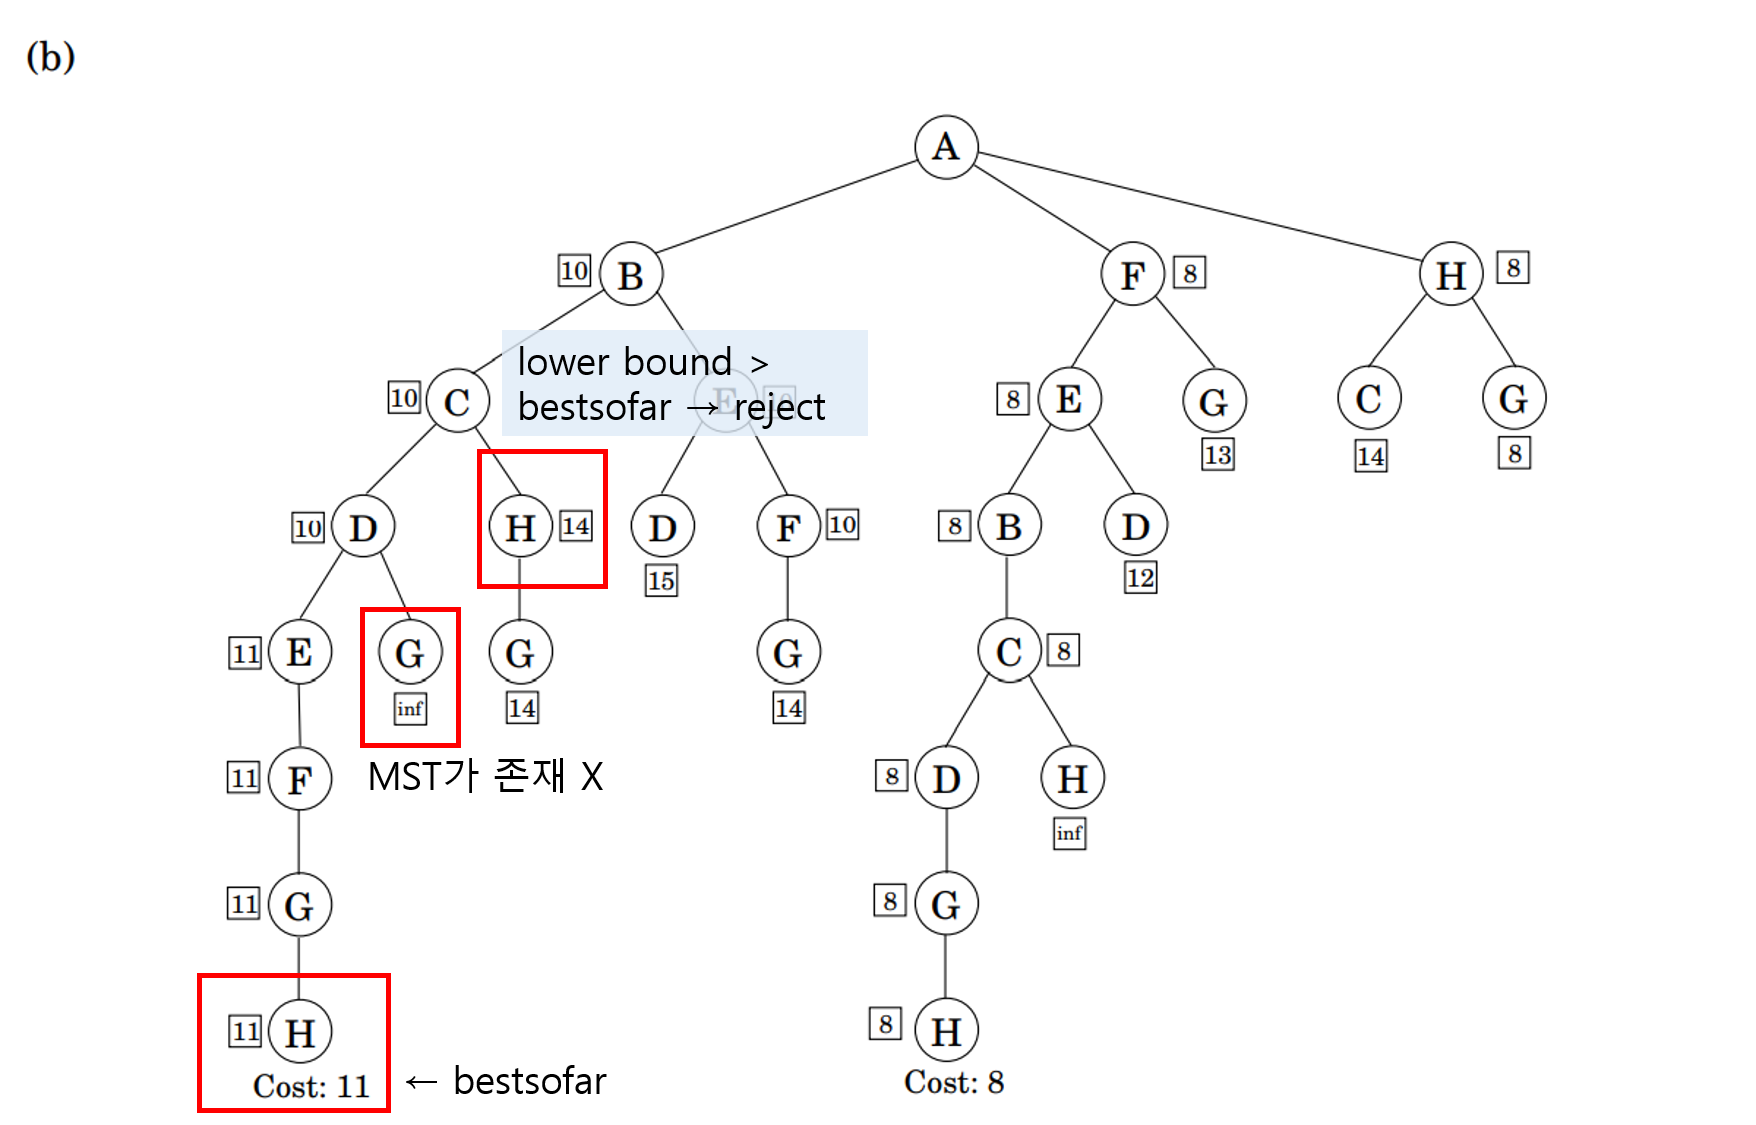 (b)
A
10 B
F 8
H 8
lower bound >
bestsofar → reject
10 C
E 10
8 E
G
13
C
14
G
8
10 D
H 14
D
15
F 10
8 B
D
12
11 E
G
inf
G
14
G
14
C 8
MST가 존재 X
11 F
8 D
H
inf
11 G
8 G
11 H
8 H
Cost: 11 ← bestsofar
Cost: 8